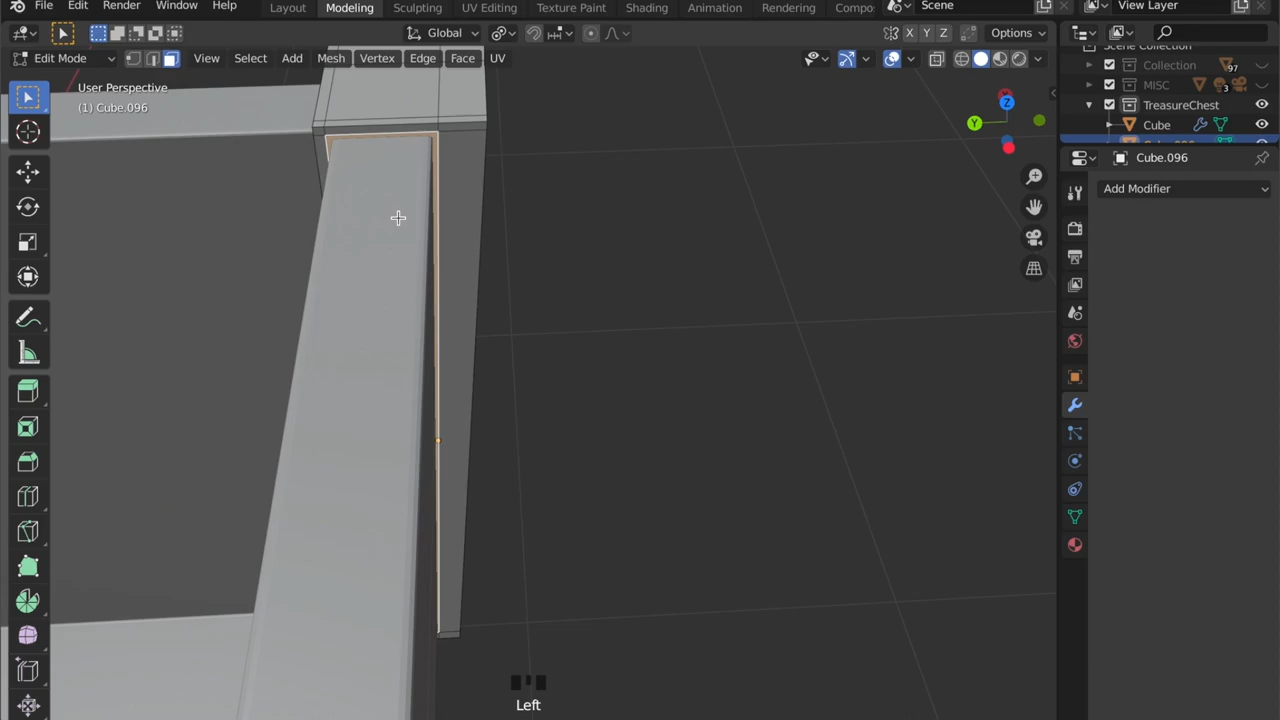 File Edit Render Window Help Layout Modeling Sculpting UV Editing Texture Paint Shading Animation Rendering Compo Scene View Layer
Global X Y Z Options
Edit Mode View Select Add Mesh Vertex Edge Face UV
Scene Collection
Collection 97
MISC 3
TreasureChest
Cube
User Perspective
(1) Cube.096
Z
Y
Cube.096
Add Modifier
Left